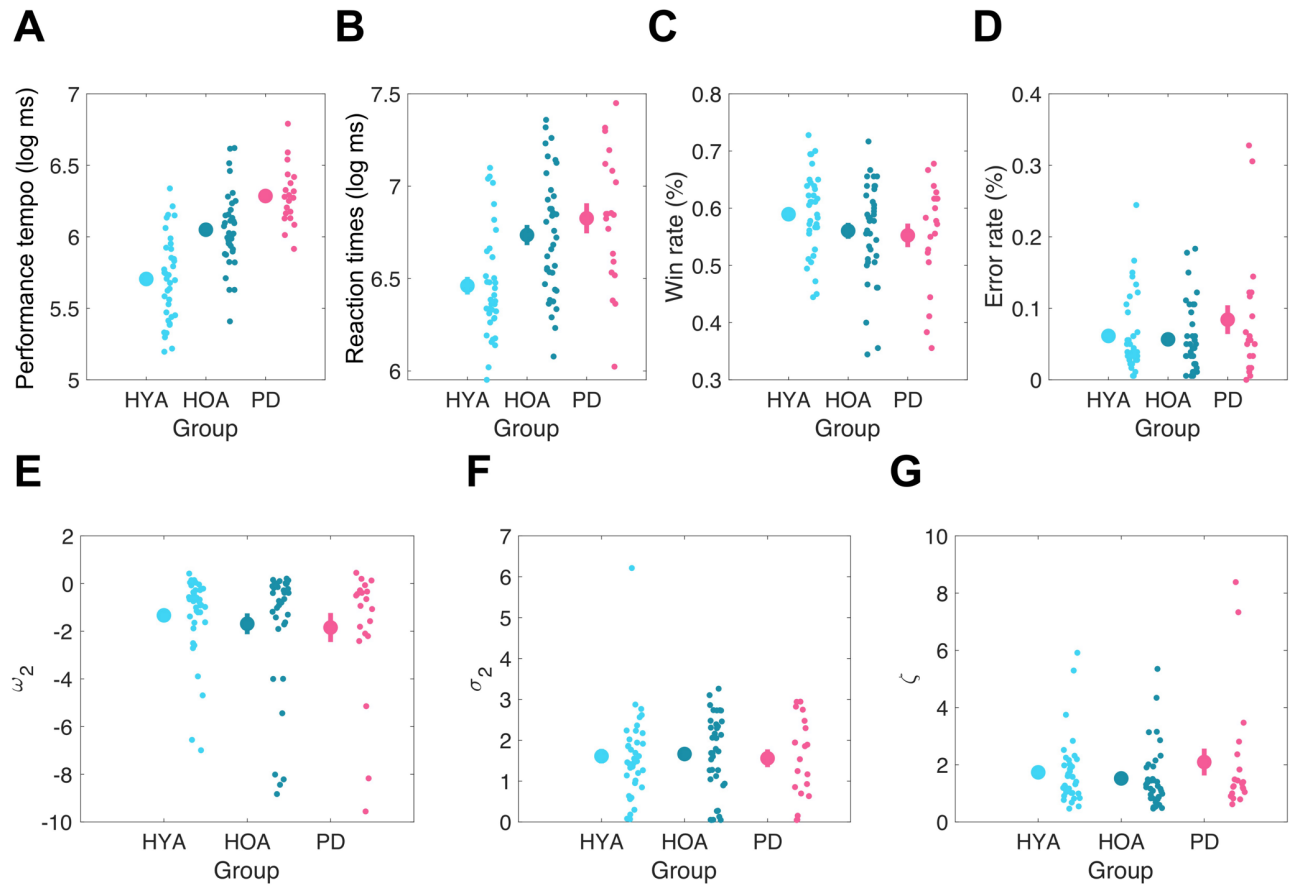 A
B
C
D
Performance tempo (log ms)
7
6.5
6
5.5
5
HYA HOA PD
Group
Reaction times (log ms)
7.5
7
6.5
6
HYA HOA PD
Group
Win rate (%)
0.8
0.7
0.6
0.5
0.4
0.3
HYA HOA PD
Group
Error rate (%)
0.4
0.3
0.2
0.1
0
HYA HOA PD
Group
E
F
G
ω2
2
0
-2
-4
-6
-8
-10
HYA HOA PD
Group
σ2
7
6
5
4
3
2
1
0
HYA HOA PD
Group
ζ
10
8
6
4
2
0
HYA HOA PD
Group